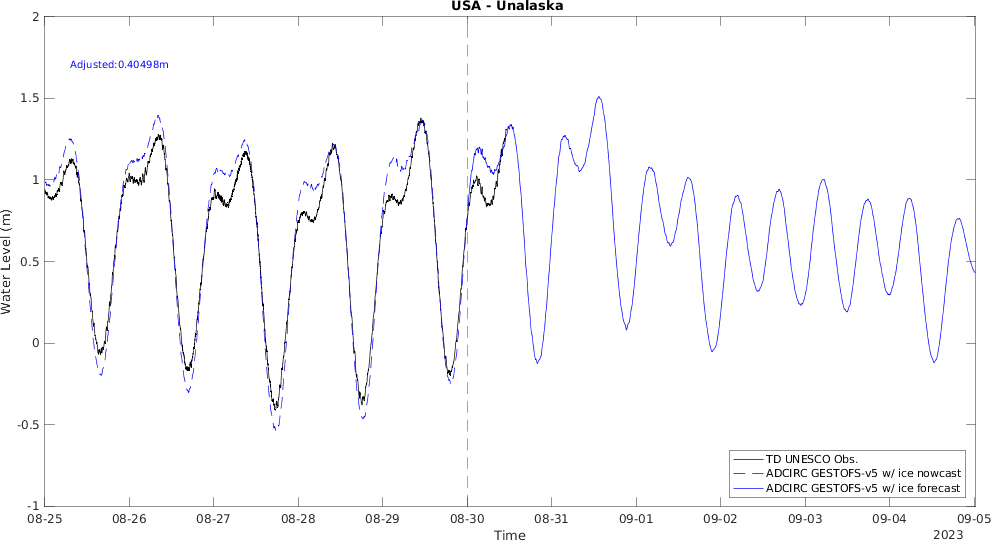 USA - Unalaska
2
1.5
1
0.5
0
-0.5
-1
Water Level (m)
Adjusted:0.40498m
TD UNESCO Obs.
ADCIRC GESTOFS-v5 w/ ice nowcast
ADCIRC GESTOFS-v5 w/ ice forecast
08-25 08-26 08-27 08-28 08-29 08-30 08-31 09-01 09-02 09-03 09-04 09-05
Time
2023